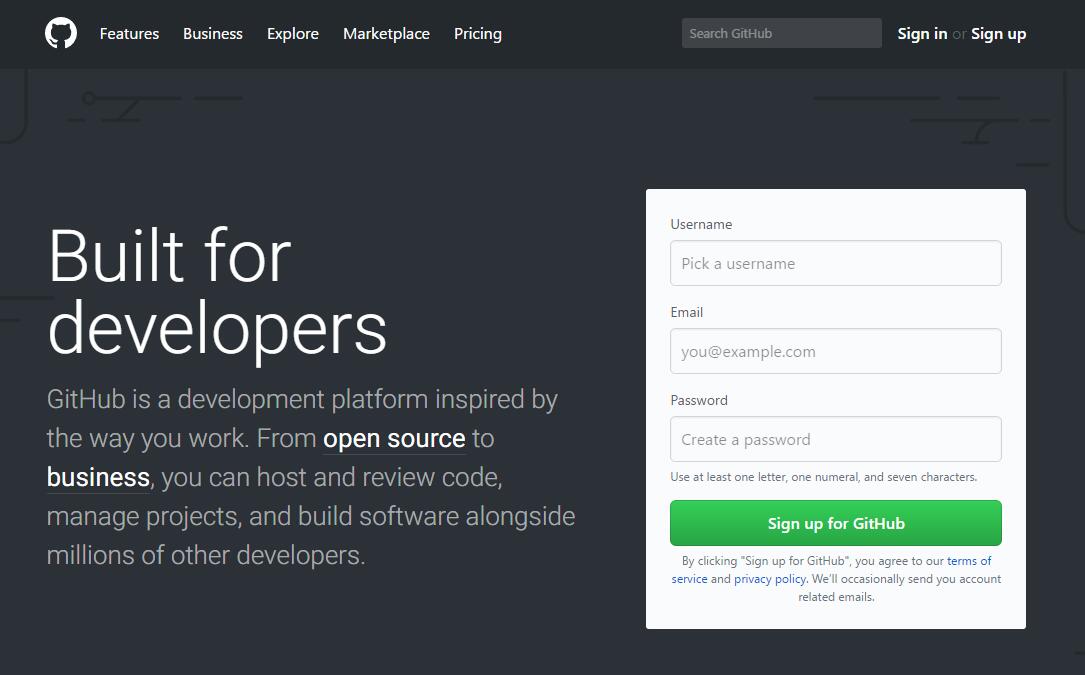 Features Business Explore Marketplace Pricing Search GitHub Sign in or Sign up
Built for
developers
GitHub is a development platform inspired by
the way you work. From open source to
business, you can host and review code,
manage projects, and build software alongside
millions of other developers.
Username
Pick a username
Email
you@example.com
Password
Create a password
Use at least one letter, one numeral, and seven characters.
Sign up for GitHub
By clicking "Sign up for GitHub", you agree to our terms of
service and privacy policy. We’ll occasionally send you account
related emails.